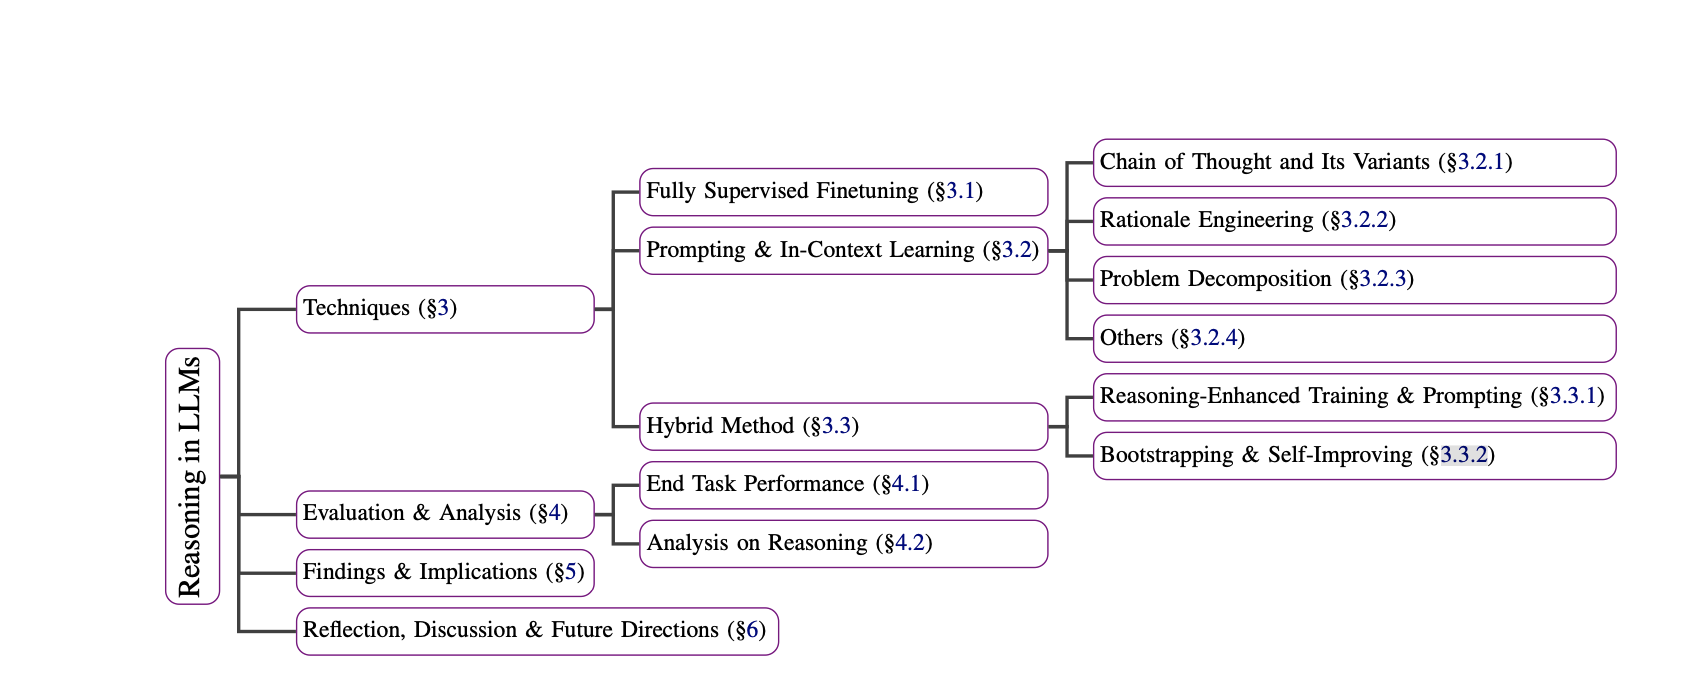 Reasoning in LLMs
Techniques (§3)
Fully Supervised Finetuning (§3.1)
Prompting & In-Context Learning (§3.2)
Chain of Thought and Its Variants (§3.2.1)
Rationale Engineering (§3.2.2)
Problem Decomposition (§3.2.3)
Others (§3.2.4)
Hybrid Method (§3.3)
Reasoning-Enhanced Training & Prompting (§3.3.1)
Bootstrapping & Self-Improving (§3.3.2)
Evaluation & Analysis (§4)
End Task Performance (§4.1)
Analysis on Reasoning (§4.2)
Findings & Implications (§5)
Reflection, Discussion & Future Directions (§6)